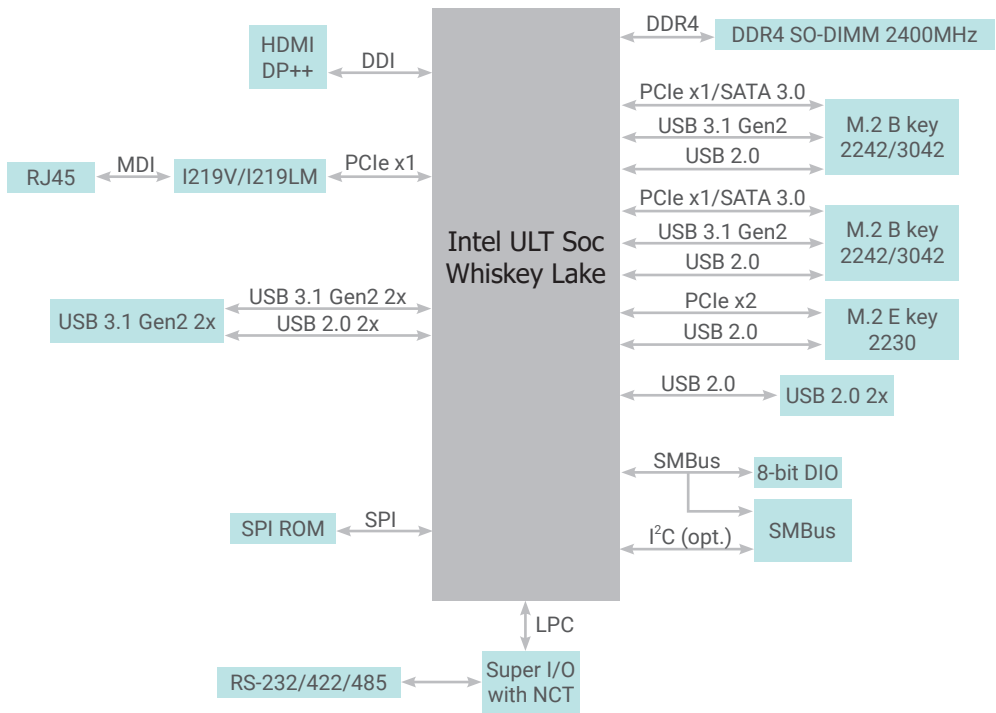 HDMI
DP++
DDI
RJ45
MDI
I219V/I219LM
PCIe x1
USB 3.1 Gen2 2x
USB 3.1 Gen2 2x
USB 2.0 2x
SPI ROM
SPI
Intel ULT Soc
Whiskey Lake
DDR4
DDR4 SO-DIMM 2400MHz
PCIe x1/SATA 3.0
USB 3.1 Gen2
USB 2.0
M.2 B key
2242/3042
PCIe x1/SATA 3.0
USB 3.1 Gen2
USB 2.0
M.2 B key
2242/3042
PCIe x2
USB 2.0
M.2 E key
2230
USB 2.0
USB 2.0 2x
SMBus
8-bit DIO
I²C (opt.)
SMBus
LPC
Super I/O
with NCT
RS-232/422/485